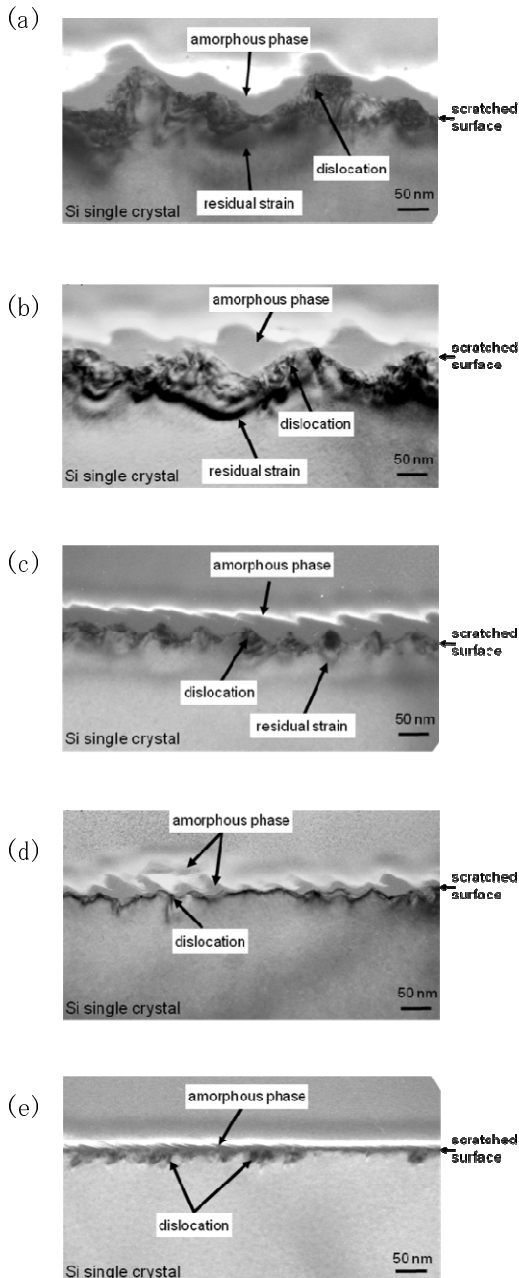 (a)
amorphous phase
scratched
surface
dislocation
residual strain
Si single crystal
50 nm
(b)
amorphous phase
scratched
surface
dislocation
residual strain
Si single crystal
50 nm
(c)
amorphous phase
scratched
surface
dislocation
residual strain
Si single crystal
50 nm
(d)
amorphous phase
scratched
surface
dislocation
Si single crystal
50 nm
(e)
amorphous phase
scratched
surface
dislocation
Si single crystal
50 nm